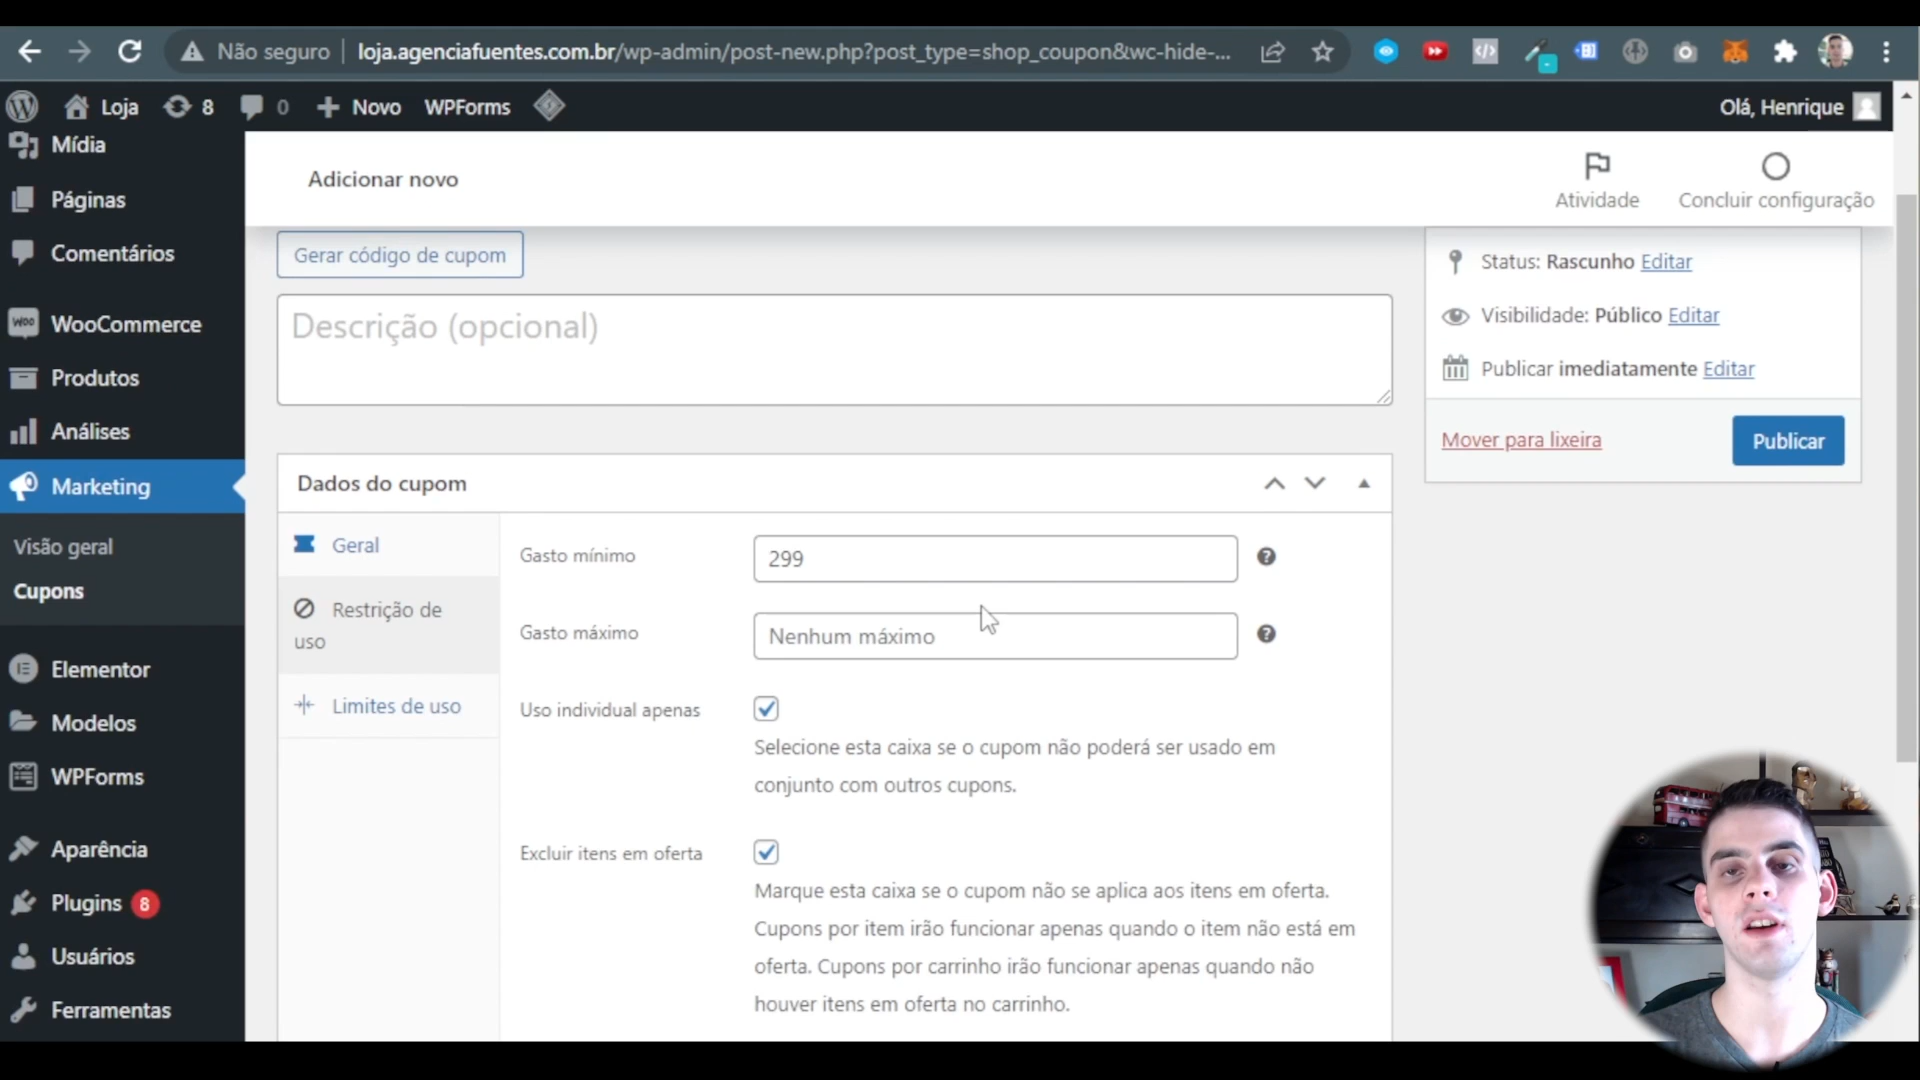 Não seguro
loja.agenciafuentes.com.br/wp-admin/post-new.php?post_type=shop_coupon&wc-hide-...
Loja
8
0
Novo
WPForms
Olá, Henrique
Mídia
Páginas
Comentários
WooCommerce
Produtos
Análises
Marketing
Visão geral
Cupons
Elementor
Modelos
WPForms
Aparência
Plugins 8
Usuários
Ferramentas
Adicionar novo
Atividade
Concluir configuração
Gerar código de cupom
Descrição (opcional)
Status: Rascunho Editar
Visibilidade: Público Editar
Publicar imediatamente Editar
Mover para lixeira
Publicar
Dados do cupom
Geral
Restrição de
uso
Limites de uso
Gasto mínimo
299
Gasto máximo
Nenhum máximo
Uso individual apenas
Selecione esta caixa se o cupom não poderá ser usado em
conjunto com outros cupons.
Excluir itens em oferta
Marque esta caixa se o cupom não se aplica aos itens em oferta.
Cupons por item irão funcionar apenas quando o item não está em
oferta. Cupons por carrinho irão funcionar apenas quando não
houver itens em oferta no carrinho.